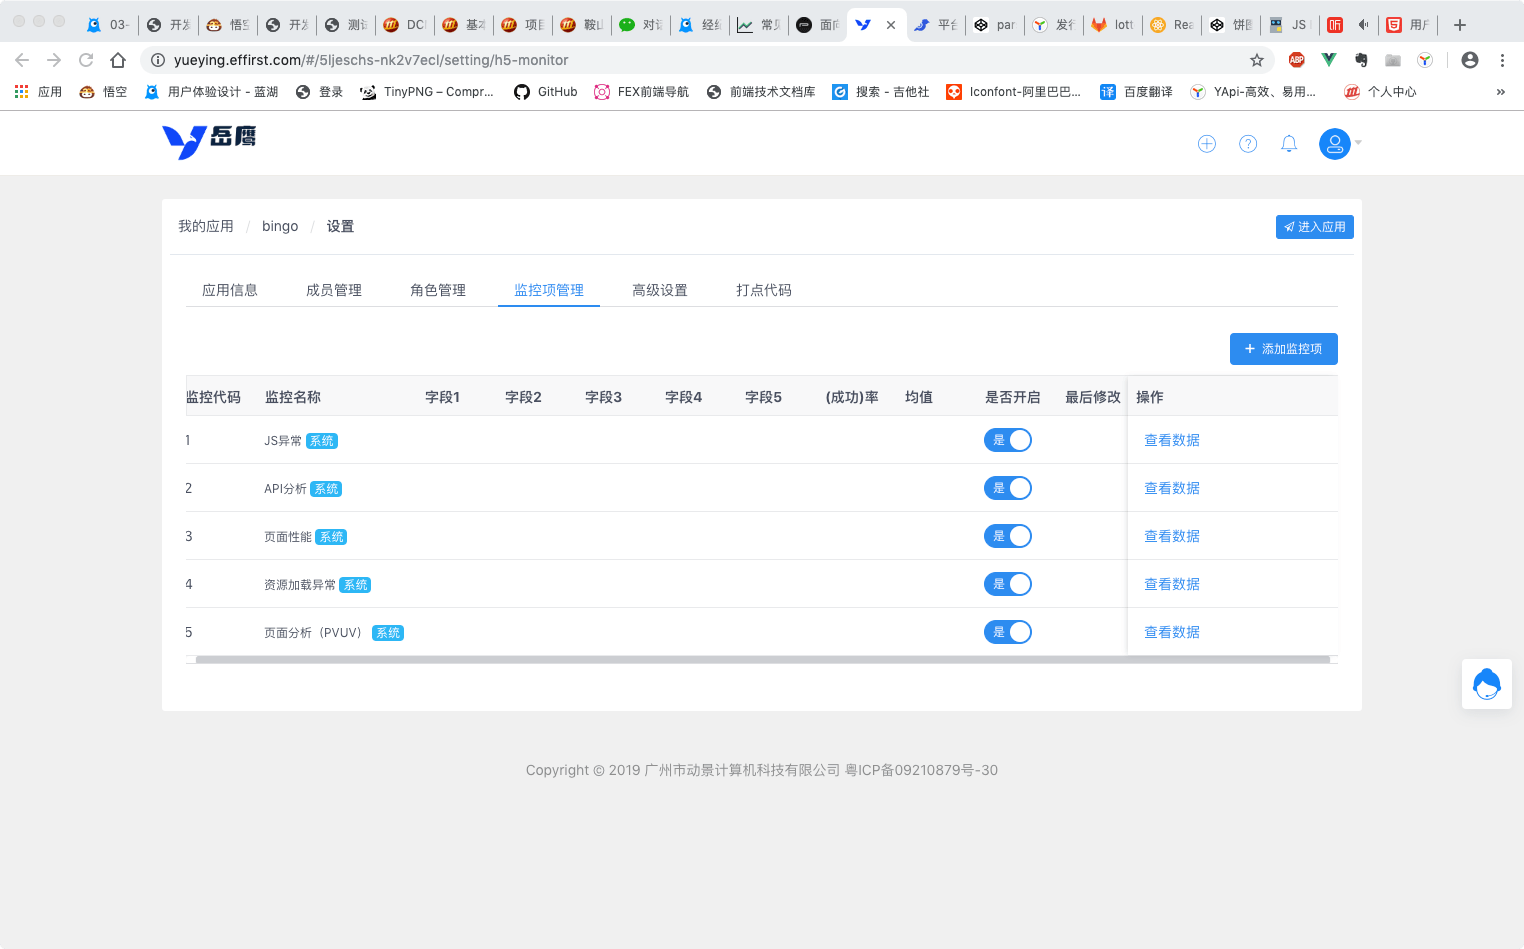 03-
开发
悟空
开发
测试
DC
基本
项目
鞍山
对话
经纬
常见
面向
平台
par
发行
lott
Rea
饼图
JS
用户
yueying.effirst.com/#/5ljeschs-nk2v7ecl/setting/h5-monitor
应用
悟空
用户体验设计 - 蓝湖
登录
TinyPNG – Compr...
GitHub
FEX前端导航
前端技术文档库
搜索 - 吉他社
Iconfont-阿里巴巴...
百度翻译
YApi-高效、易用...
个人中心
»
岳鹰
我的应用 / bingo / 设置
进入应用
应用信息 成员管理 角色管理 监控项管理 高级设置 打点代码
+ 添加监控项
监控代码 监控名称 字段1 字段2 字段3 字段4 字段5 (成功)率 均值 是否开启 最后修改 操作
1 JS异常 系统 是 查看数据
2 API分析 系统 是 查看数据
3 页面性能 系统 是 查看数据
4 资源加载异常 系统 是 查看数据
5 页面分析（PVUV） 系统 是 查看数据
Copyright © 2019 广州市动景计算机科技有限公司 粤ICP备09210879号-30